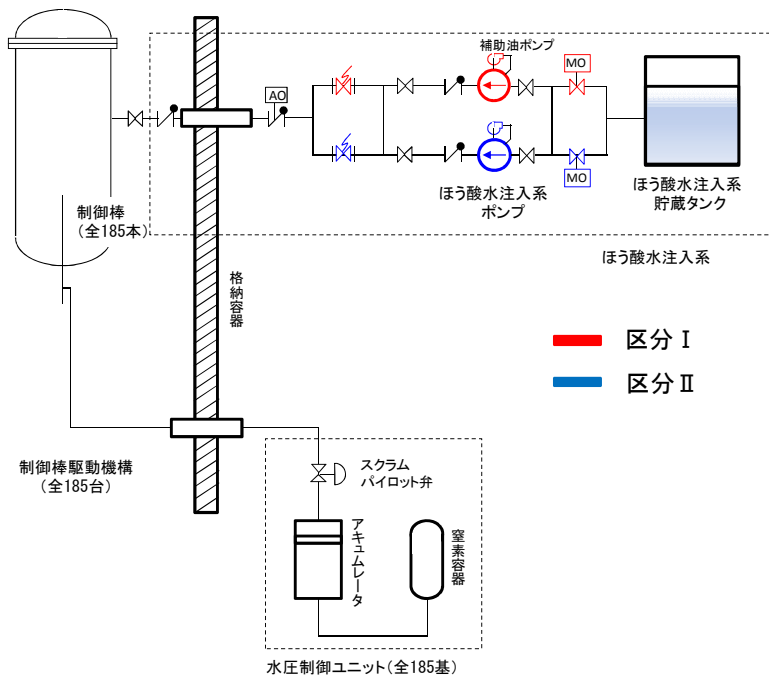 補助油ポンプ
MO
AO
MO
ほう酸水注入系
ポンプ
ほう酸水注入系
貯蔵タンク
制御棒
(全185本)
ほう酸水注入系
格納容器
区分Ⅰ
区分Ⅱ
制御棒駆動機構
(全185台)
スクラム
パイロット弁
アキュムレータ
窒素容器
水圧制御ユニット(全185基)